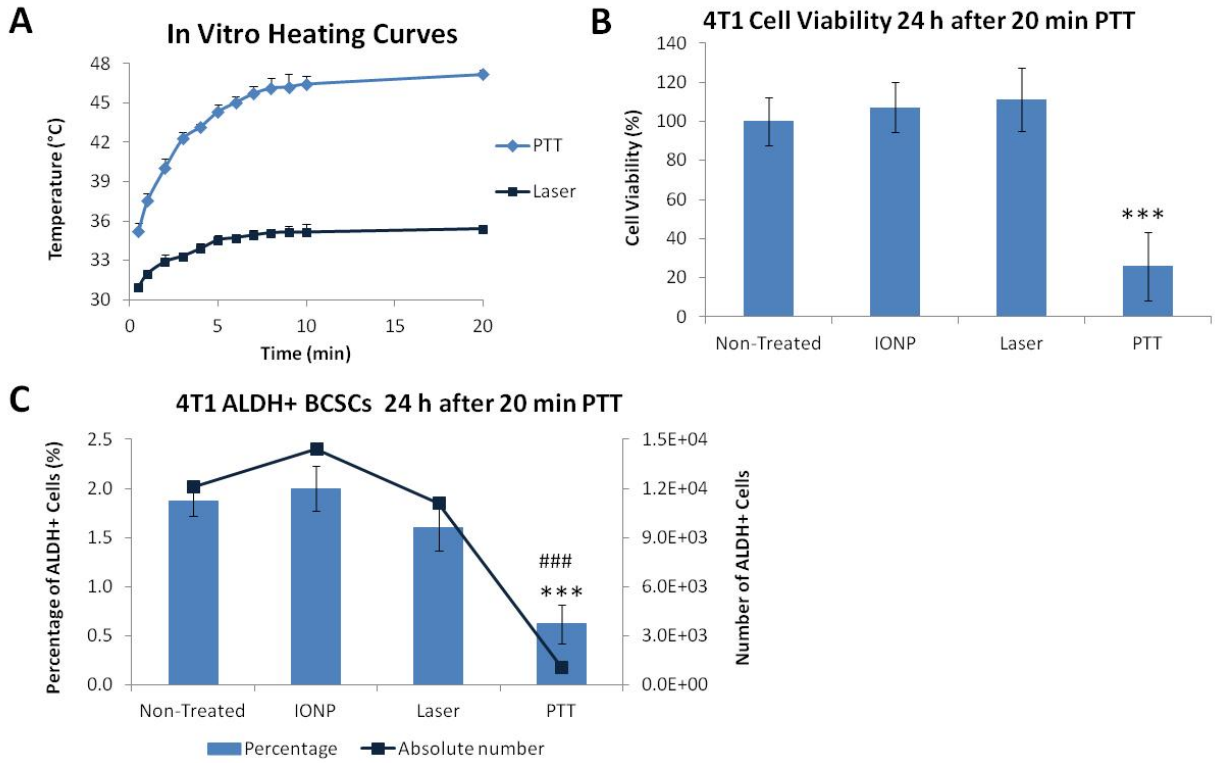 A
In Vitro Heating Curves
48
45
42
39
36
33
30
Temperature (°C)
0 5 10 15 20
Time (min)
PTT
Laser
B
4T1 Cell Viability 24 h after 20 min PTT
140
120
100
80
60
40
20
0
Cell Viability (%)
***
Non-Treated IONP Laser PTT
C
4T1 ALDH+ BCSCs 24 h after 20 min PTT
2.5
2.0
1.5
1.0
0.5
0.0
Percentage of ALDH+ Cells (%)
###
***
1.5E+04
1.2E+04
9.0E+03
6.0E+03
3.0E+03
0.0E+00
Number of ALDH+ Cells
Non-Treated IONP Laser PTT
Percentage Absolute number